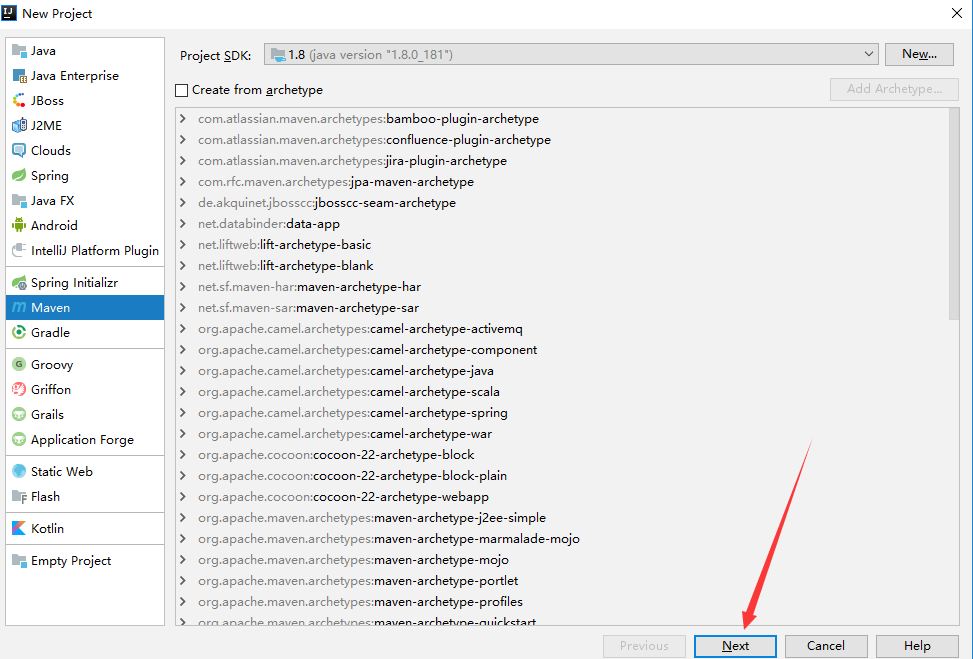 New Project
Java
Java Enterprise
JBoss
J2ME
Clouds
Spring
Java FX
Android
IntelliJ Platform Plugin
Spring Initializr
Maven
Gradle
Groovy
Griffon
Grails
Application Forge
Static Web
Flash
Kotlin
Empty Project
Project SDK: 1.8 (java version "1.8.0_181") New...
Create from archetype Add Archetype...
com.atlassian.maven.archetypes:bamboo-plugin-archetype
com.atlassian.maven.archetypes:confluence-plugin-archetype
com.atlassian.maven.archetypes:jira-plugin-archetype
com.rfc.maven.archetypes:jpa-maven-archetype
de.akquinet.jbosscc:jbosscc-seam-archetype
net.databinder:data-app
net.liftweb:lift-archetype-basic
net.liftweb:lift-archetype-blank
net.sf.maven-har:maven-archetype-har
net.sf.maven-sar:maven-archetype-sar
org.apache.camel.archetypes:camel-archetype-activemq
org.apache.camel.archetypes:camel-archetype-component
org.apache.camel.archetypes:camel-archetype-java
org.apache.camel.archetypes:camel-archetype-scala
org.apache.camel.archetypes:camel-archetype-spring
org.apache.camel.archetypes:camel-archetype-war
org.apache.cocoon:cocoon-22-archetype-block
org.apache.cocoon:cocoon-22-archetype-block-plain
org.apache.cocoon:cocoon-22-archetype-webapp
org.apache.maven.archetypes:maven-archetype-j2ee-simple
org.apache.maven.archetypes:maven-archetype-marmalade-mojo
org.apache.maven.archetypes:maven-archetype-mojo
org.apache.maven.archetypes:maven-archetype-portlet
org.apache.maven.archetypes:maven-archetype-profiles
org.apache.maven.archetypes:maven-archetype-quickstart
Previous Next Cancel Help